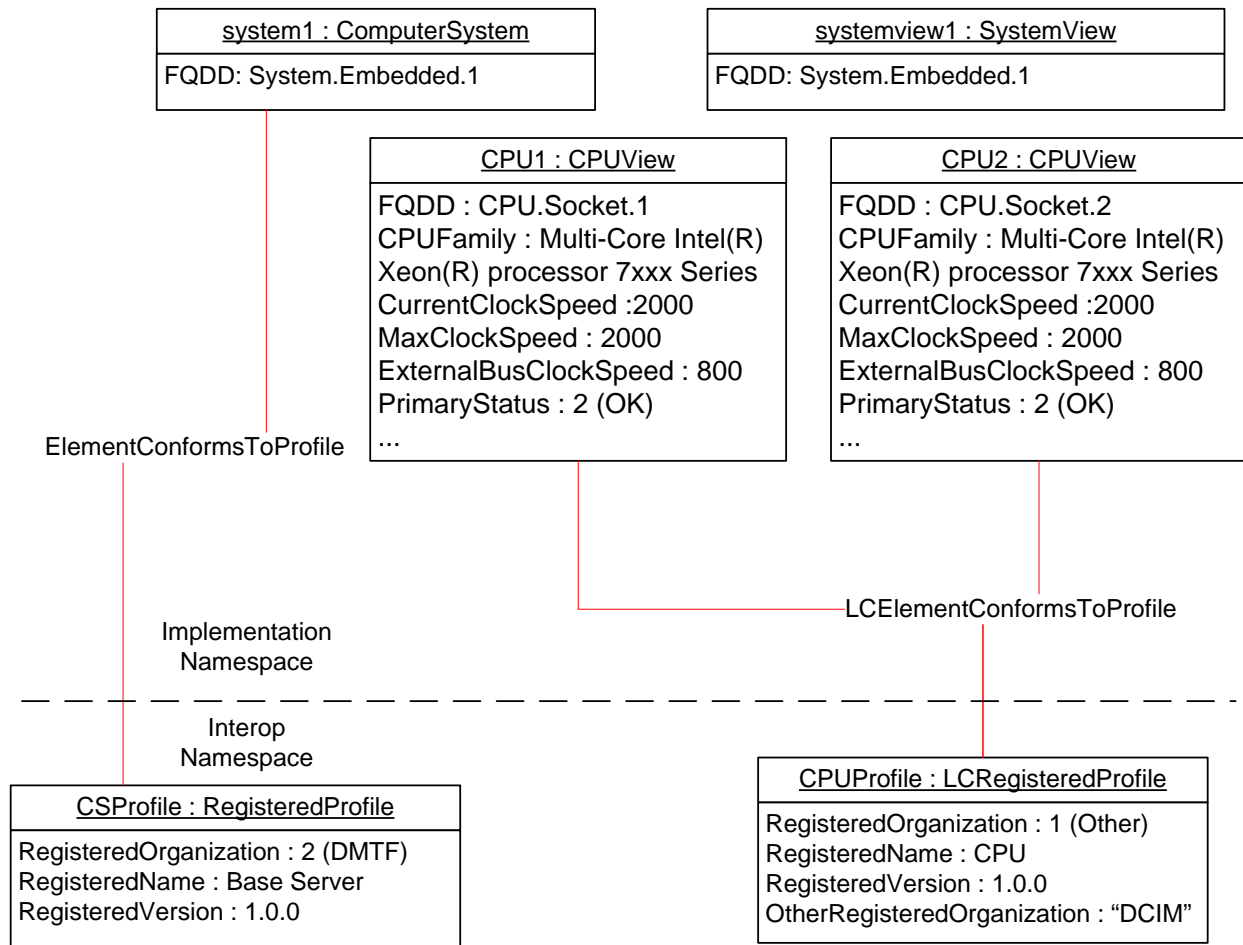 system1 : ComputerSystem
FQDD: System.Embedded.1
systemview1 : SystemView
FQDD: System.Embedded.1
CPU1 : CPUView
FQDD : CPU.Socket.1
CPUFamily : Multi-Core Intel(R)
Xeon(R) processor 7xxx Series
CurrentClockSpeed :2000
MaxClockSpeed : 2000
ExternalBusClockSpeed : 800
PrimaryStatus : 2 (OK)
...
CPU2 : CPUView
FQDD : CPU.Socket.2
CPUFamily : Multi-Core Intel(R)
Xeon(R) processor 7xxx Series
CurrentClockSpeed :2000
MaxClockSpeed : 2000
ExternalBusClockSpeed : 800
PrimaryStatus : 2 (OK)
...
ElementConformsToProfile
LCElementConformsToProfile
Implementation
Namespace
Interop
Namespace
CSProfile : RegisteredProfile
RegisteredOrganization : 2 (DMTF)
RegisteredName : Base Server
RegisteredVersion : 1.0.0
CPUProfile : LCRegisteredProfile
RegisteredOrganization : 1 (Other)
RegisteredName : CPU
RegisteredVersion : 1.0.0
OtherRegisteredOrganization : “DCIM”